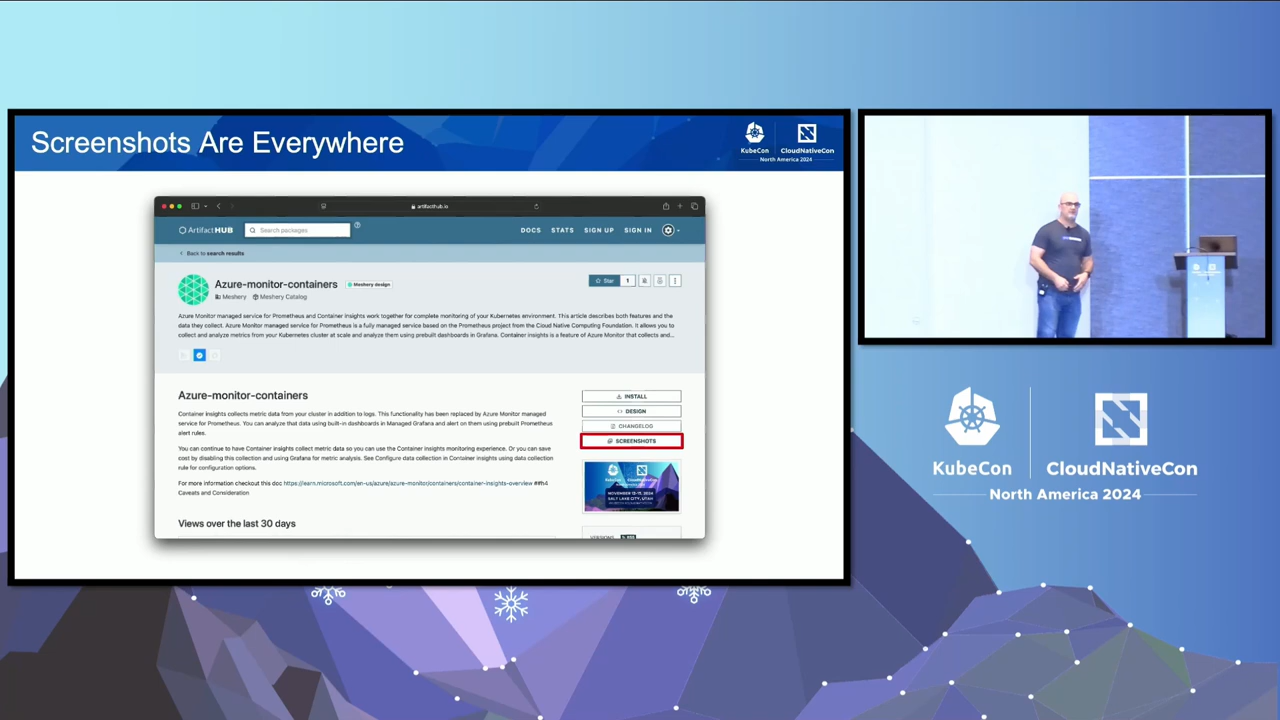 Screenshots Are Everywhere
KubeCon
CloudNativeCon
North America 2024
artifacthub.io
ArtifactHUB
Search packages
DOCS STATS SIGN UP SIGN IN
Back to search results
Azure-monitor-containers
Meshery design
Star 1
Meshery Meshery Catalog
Azure Monitor managed service for Prometheus and Container Insights work together for complete monitoring of your Kubernetes environment. This article describes both features and the
data they collect. Azure Monitor managed service for Prometheus is a fully managed service based on the Prometheus project from the Cloud Native Computing Foundation. It allows you to
collect and analyze metrics from your Kubernetes cluster at scale and analyze them using prebuilt dashboards in Grafana. Container insights is a feature of Azure Monitor that collects and...
Azure-monitor-containers
Container insights collects metric data from your cluster in addition to logs. This functionality has been replaced by Azure Monitor managed
service for Prometheus. You can analyze that data using built-in dashboards in Managed Grafana and alert on them using prebuilt Prometheus
alert rules.
You can continue to have Container insights collect metric data so you can use the Container insights monitoring experience. Or you can save
cost by disabling this collection and using Grafana for metric analysis. See Configure data collection in Container insights using data collection
rule for configuration options.
For more information checkout this doc https://learn.microsoft.com/en-us/azure/azure-monitor/containers/container-insights-overview ##h4
Caveats and Consideration
Views over the last 30 days
INSTALL
DESIGN
CHANGELOG
SCREENSHOTS
NOVEMBER 12-15, 2024
SALT LAKE CITY, UTAH
VERSIONS
KubeCon
CloudNativeCon
North America 2024